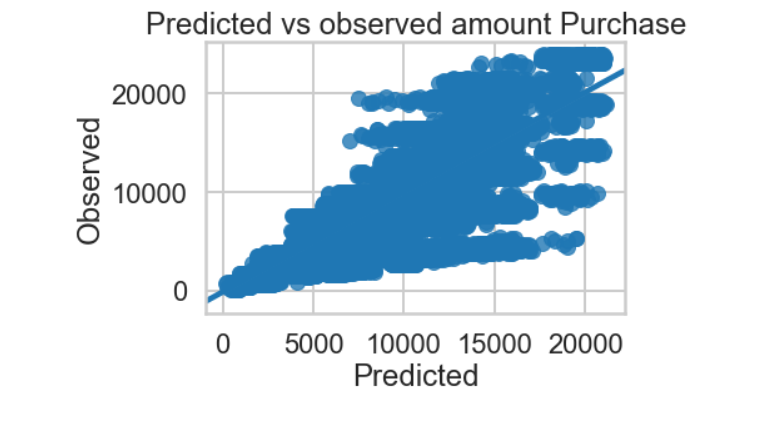 Predicted vs observed amount Purchase
Observed
20000
10000
0
0 5000 10000 15000 20000
Predicted